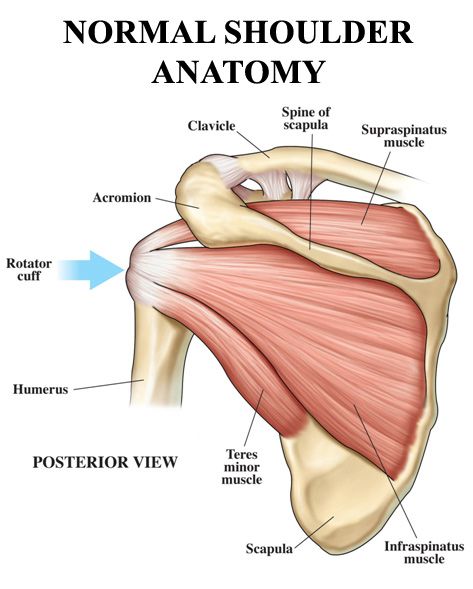 NORMAL SHOULDER
ANATOMY
Spine of
scapula
Clavicle
Supraspinatus
muscle
Acromion
Rotator
cuff
Humerus
POSTERIOR VIEW
Teres
minor
muscle
Scapula
Infraspinatus
muscle